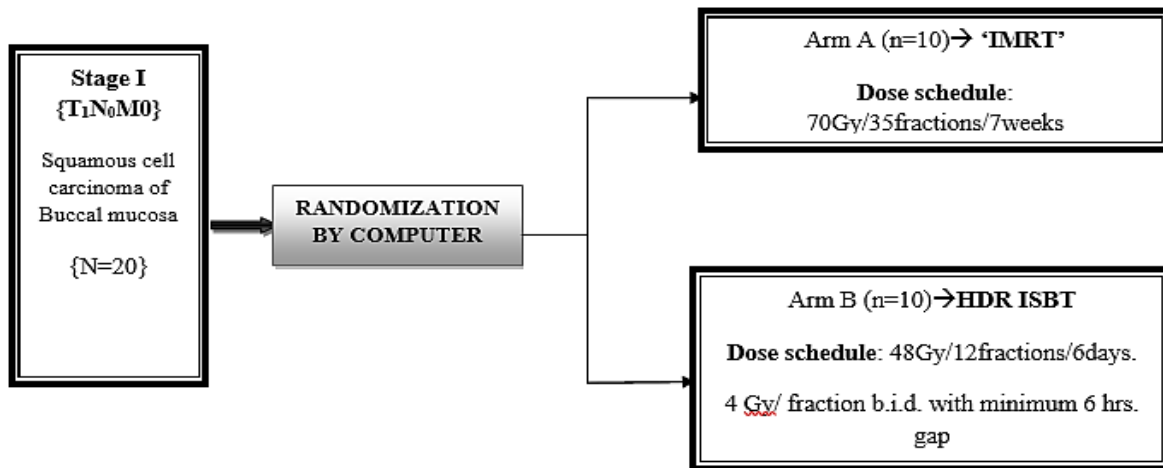 Stage I
{T₁N₀M0}
Squamous cell
carcinoma of
Buccal mucosa
{N=20}
RANDOMIZATION
BY COMPUTER
Arm A (n=10)→ ‘IMRT’
Dose schedule:
70Gy/35fractions/7weeks
Arm B (n=10)→HDR ISBT
Dose schedule: 48Gy/12fractions/6days.
4 Gy/ fraction b.i.d. with minimum 6 hrs.
gap